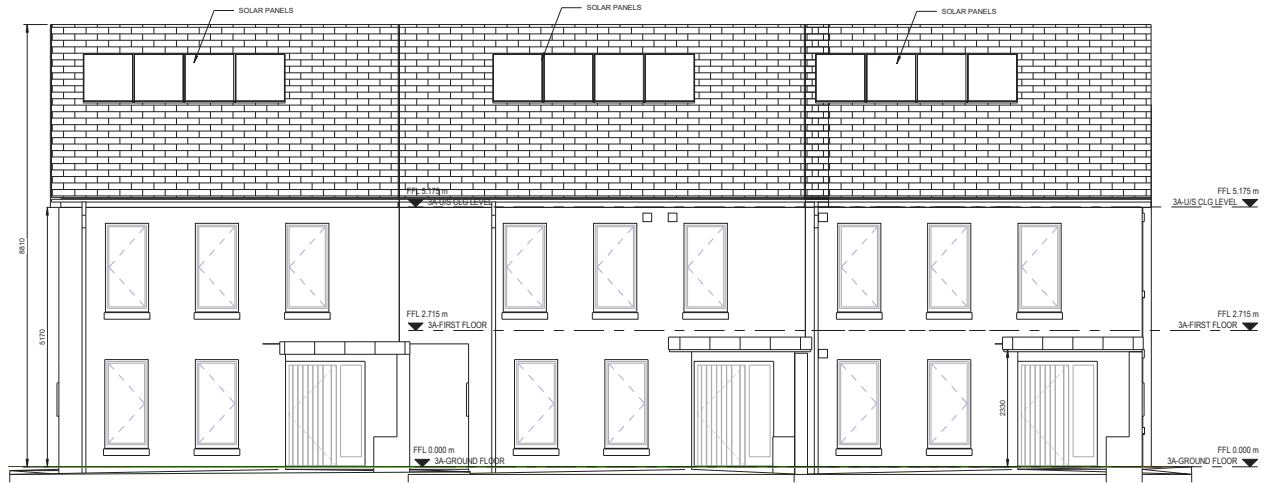 SOLAR PANELS
SOLAR PANELS
SOLAR PANELS
8810
5170
FFL 5.175 m
3A-U/S CLG LEVEL
FFL 5.175 m
3A-U/S CLG LEVEL
FFL 2.715 m
3A-FIRST FLOOR
FFL 2.715 m
3A-FIRST FLOOR
2330
FFL 0.000 m
3A-GROUND FLOOR
FFL 0.000 m
3A-GROUND FLOOR